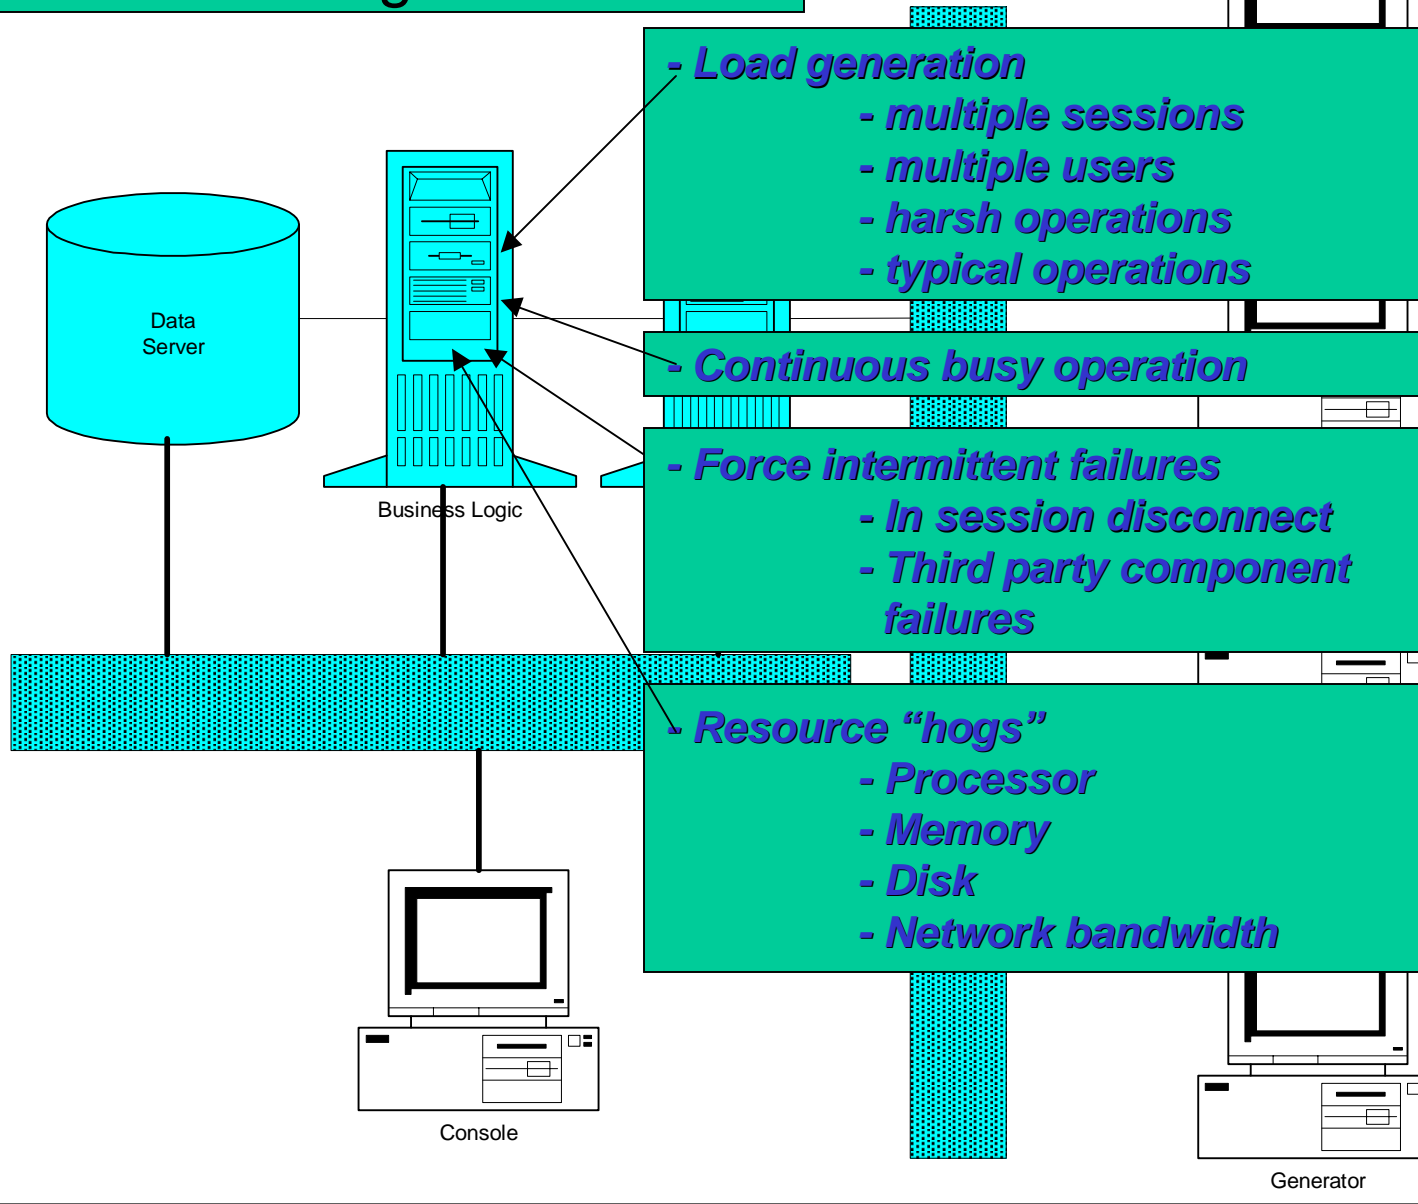 - Load generation
- multiple sessions
- multiple users
- harsh operations
- typical operations
Data
Server
- Continuous busy operation
- Force intermittent failures
- In session disconnect
- Third party component
failures
Business Logic
- Resource “hogs”
- Processor
- Memory
- Disk
- Network bandwidth
Console
Generator